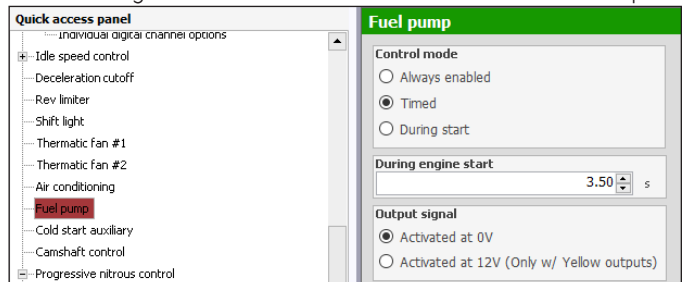 Quick access panel
Individual digital channel options
Idle speed control
Deceleration cutoff
Rev limiter
Shift light
Thermatic fan #1
Thermatic fan #2
Air conditioning
Fuel pump
Cold start auxiliary
Camshaft control
Progressive nitrous control
Fuel pump
Control mode
Always enabled
Timed
During start
During engine start
3.50 s
Output signal
Activated at 0V
Activated at 12V (Only w/ Yellow outputs)